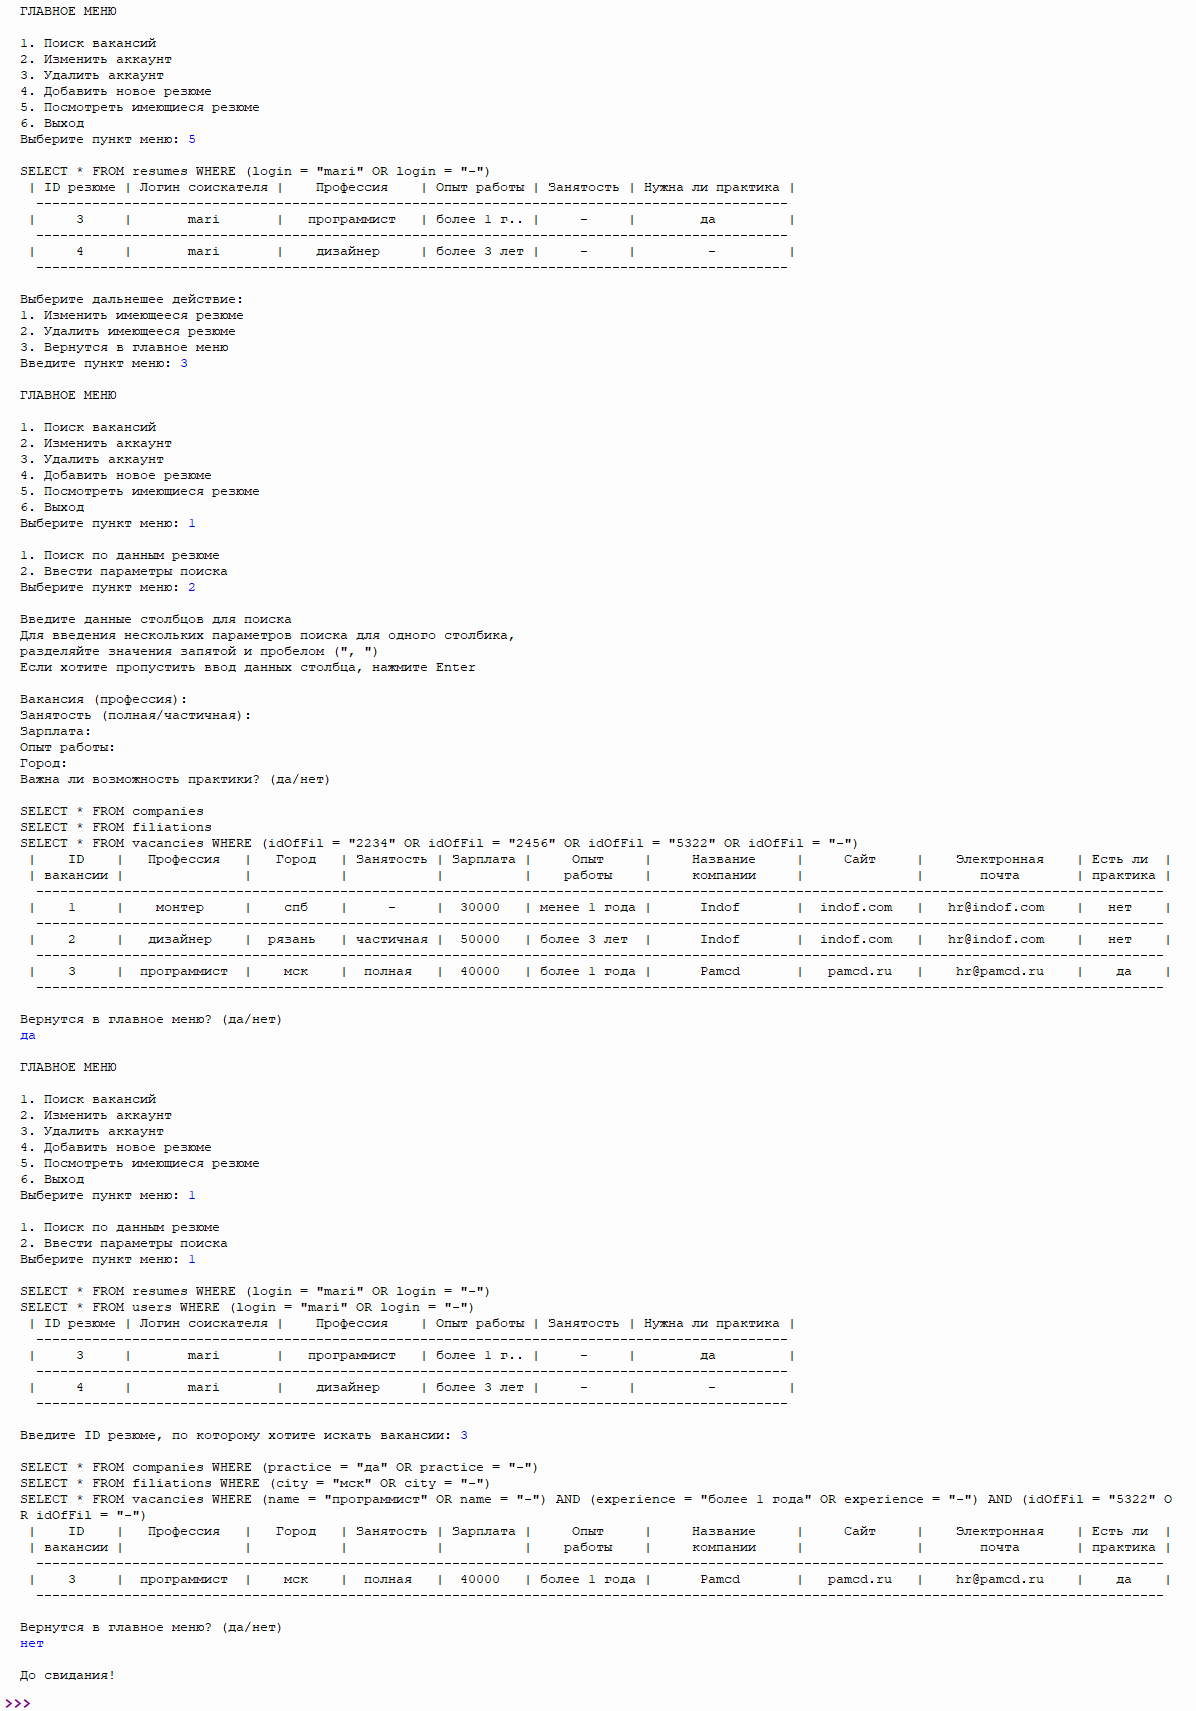 ГЛАВНОЕ МЕНЮ
1. Поиск вакансий
2. Изменить аккаунт
3. Удалить аккаунт
4. Добавить новое резюме
5. Посмотреть имеющиеся резюме
6. Выход
Выберите пункт меню: 5
SELECT * FROM resumes WHERE (login = "mari" OR login = "-")
| ID резюме | Логин соискателя | Профессия | Опыт работы | Занятость | Нужна ли практика |
----------------------------------------------------------------------------------------------
| 3 | mari | программист | более 1 г.. | - | да |
----------------------------------------------------------------------------------------------
| 4 | mari | дизайнер | более 3 лет | - | - |
----------------------------------------------------------------------------------------------
Выберите дальнешее действие:
1. Изменить имеющееся резюме
2. Удалить имеющееся резюме
3. Вернутся в главное меню
Введите пункт меню: 3
ГЛАВНОЕ МЕНЮ
1. Поиск вакансий
2. Изменить аккаунт
3. Удалить аккаунт
4. Добавить новое резюме
5. Посмотреть имеющиеся резюме
6. Выход
Выберите пункт меню: 1
1. Поиск по данным резюме
2. Ввести параметры поиска
Выберите пункт меню: 2
Введите данные столбцов для поиска
Для введения нескольких параметров поиска для одного столбика,
разделяйте значения запятой и пробелом (", ")
Если хотите пропустить ввод данных столбца, нажмите Enter
Вакансия (профессия):
Занятость (полная/частичная):
Зарплата:
Опыт работы:
Город:
Важна ли возможность практики? (да/нет)
SELECT * FROM companies
SELECT * FROM filiations
SELECT * FROM vacancies WHERE (idOfFil = "2234" OR idOfFil = "2456" OR idOfFil = "5322" OR idOfFil = "-")
| ID | Профессия | Город | Занятость | Зарплата | Опыт | Название | Сайт | Электронная | Есть ли |
| вакансии | | | | | работы | компании | | почта | практика |
---------------------------------------------------------------------------------------------------------------------------------------------
| 1 | монтер | спб | - | 30000 | менее 1 года | Indof | indof.com | hr@indof.com | нет |
---------------------------------------------------------------------------------------------------------------------------------------------
| 2 | дизайнер | рязань | частичная | 50000 | более 3 лет | Indof | indof.com | hr@indof.com | нет |
---------------------------------------------------------------------------------------------------------------------------------------------
| 3 | программист | мск | полная | 40000 | более 1 года | Pamcd | pamcd.ru | hr@pamcd.ru | да |
---------------------------------------------------------------------------------------------------------------------------------------------
Вернутся в главное меню? (да/нет)
да
ГЛАВНОЕ МЕНЮ
1. Поиск вакансий
2. Изменить аккаунт
3. Удалить аккаунт
4. Добавить новое резюме
5. Посмотреть имеющиеся резюме
6. Выход
Выберите пункт меню: 1
1. Поиск по данным резюме
2. Ввести параметры поиска
Выберите пункт меню: 1
SELECT * FROM resumes WHERE (login = "mari" OR login = "-")
SELECT * FROM users WHERE (login = "mari" OR login = "-")
| ID резюме | Логин соискателя | Профессия | Опыт работы | Занятость | Нужна ли практика |
----------------------------------------------------------------------------------------------
| 3 | mari | программист | более 1 г.. | - | да |
----------------------------------------------------------------------------------------------
| 4 | mari | дизайнер | более 3 лет | - | - |
----------------------------------------------------------------------------------------------
Введите ID резюме, по которому хотите искать вакансии: 3
SELECT * FROM companies WHERE (practice = "да" OR practice = "-")
SELECT * FROM filiations WHERE (city = "мск" OR city = "-")
SELECT * FROM vacancies WHERE (name = "программист" OR name = "-") AND (experience = "более 1 года" OR experience = "-") AND (idOfFil = "5322" O
R idOfFil = "-")
| ID | Профессия | Город | Занятость | Зарплата | Опыт | Название | Сайт | Электронная | Есть ли |
| вакансии | | | | | работы | компании | | почта | практика |
---------------------------------------------------------------------------------------------------------------------------------------------
| 3 | программист | мск | полная | 40000 | более 1 года | Pamcd | pamcd.ru | hr@pamcd.ru | да |
---------------------------------------------------------------------------------------------------------------------------------------------
Вернутся в главное меню? (да/нет)
нет
До свидания!
>>>